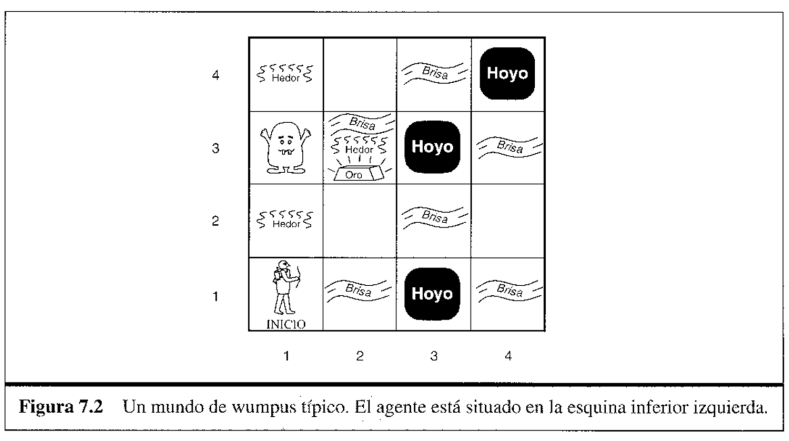 4 Hedor Brisa Hoyo
3 Brisa Hedor Oro Hoyo Brisa
2 Hedor Brisa
1 INICIO Brisa Hoyo Brisa
1 2 3 4
Figura 7.2 Un mundo de wumpus típico. El agente está situado en la esquina inferior izquierda.